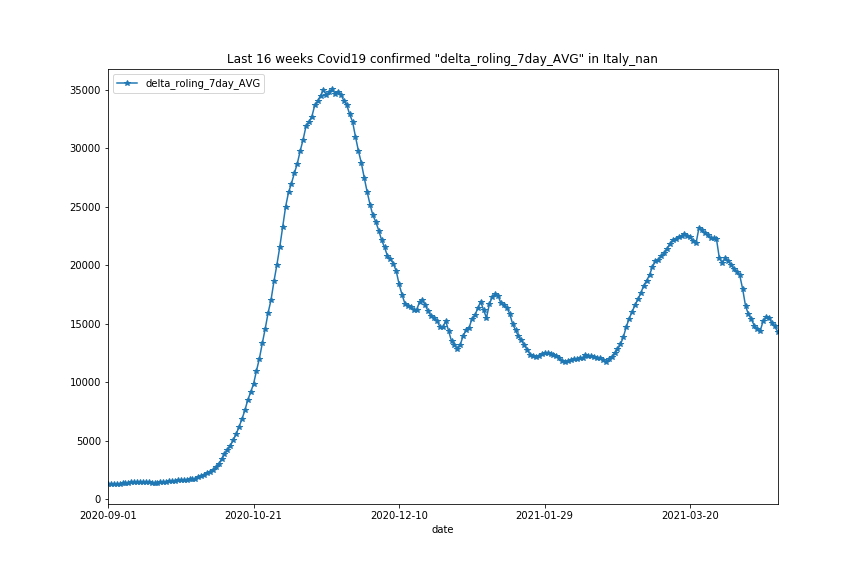 Last 16 weeks Covid19 confirmed "delta_roling_7day_AVG" in Italy_nan
delta_roling_7day_AVG
35000
30000
25000
20000
15000
10000
5000
0
2020-09-01 2020-10-21 2020-12-10 2021-01-29 2021-03-20
date